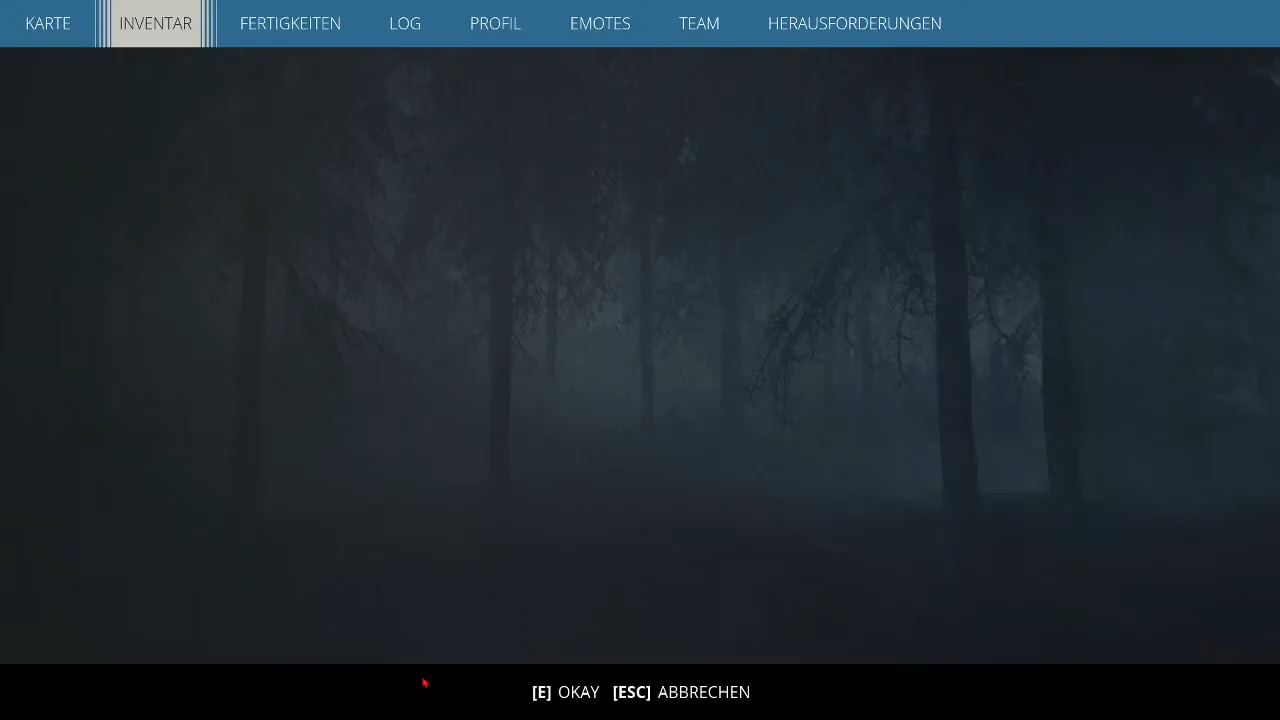 KARTE INVENTAR FERTIGKEITEN LOG PROFIL EMOTES TEAM HERAUSFORDERUNGEN
[E] OKAY [ESC] ABBRECHEN